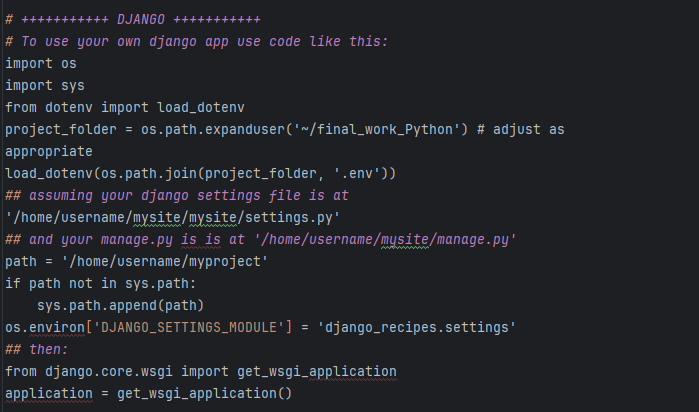 # +++++++++++ DJANGO +++++++++++
# To use your own django app use code like this:
import os
import sys
from dotenv import load_dotenv
project_folder = os.path.expanduser('~/final_work_Python') # adjust as
appropriate
load_dotenv(os.path.join(project_folder, '.env'))
## assuming your django settings file is at
'/home/username/mysite/mysite/settings.py'
## and your manage.py is is at '/home/username/mysite/manage.py'
path = '/home/username/myproject'
if path not in sys.path:
    sys.path.append(path)
os.environ['DJANGO_SETTINGS_MODULE'] = 'django_recipes.settings'
## then:
from django.core.wsgi import get_wsgi_application
application = get_wsgi_application()